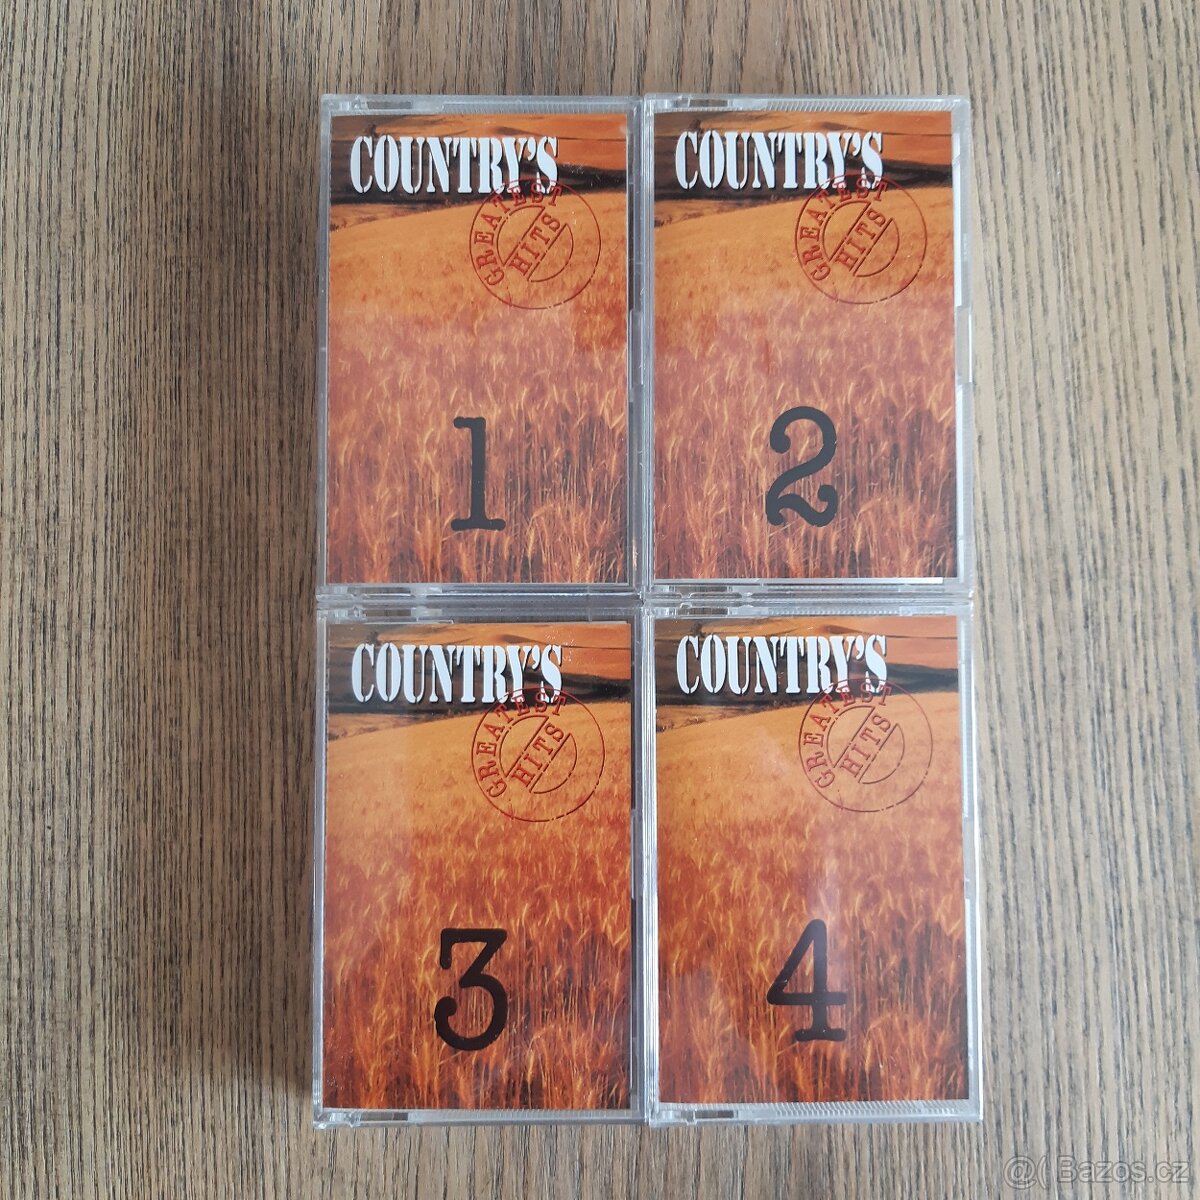 COUNTRY'S
GREATEST
HITS
1
COUNTRY'S
GREATEST
HITS
2
COUNTRY'S
GREATEST
HITS
3
COUNTRY'S
GREATEST
HITS
4
@( Bazos.cz